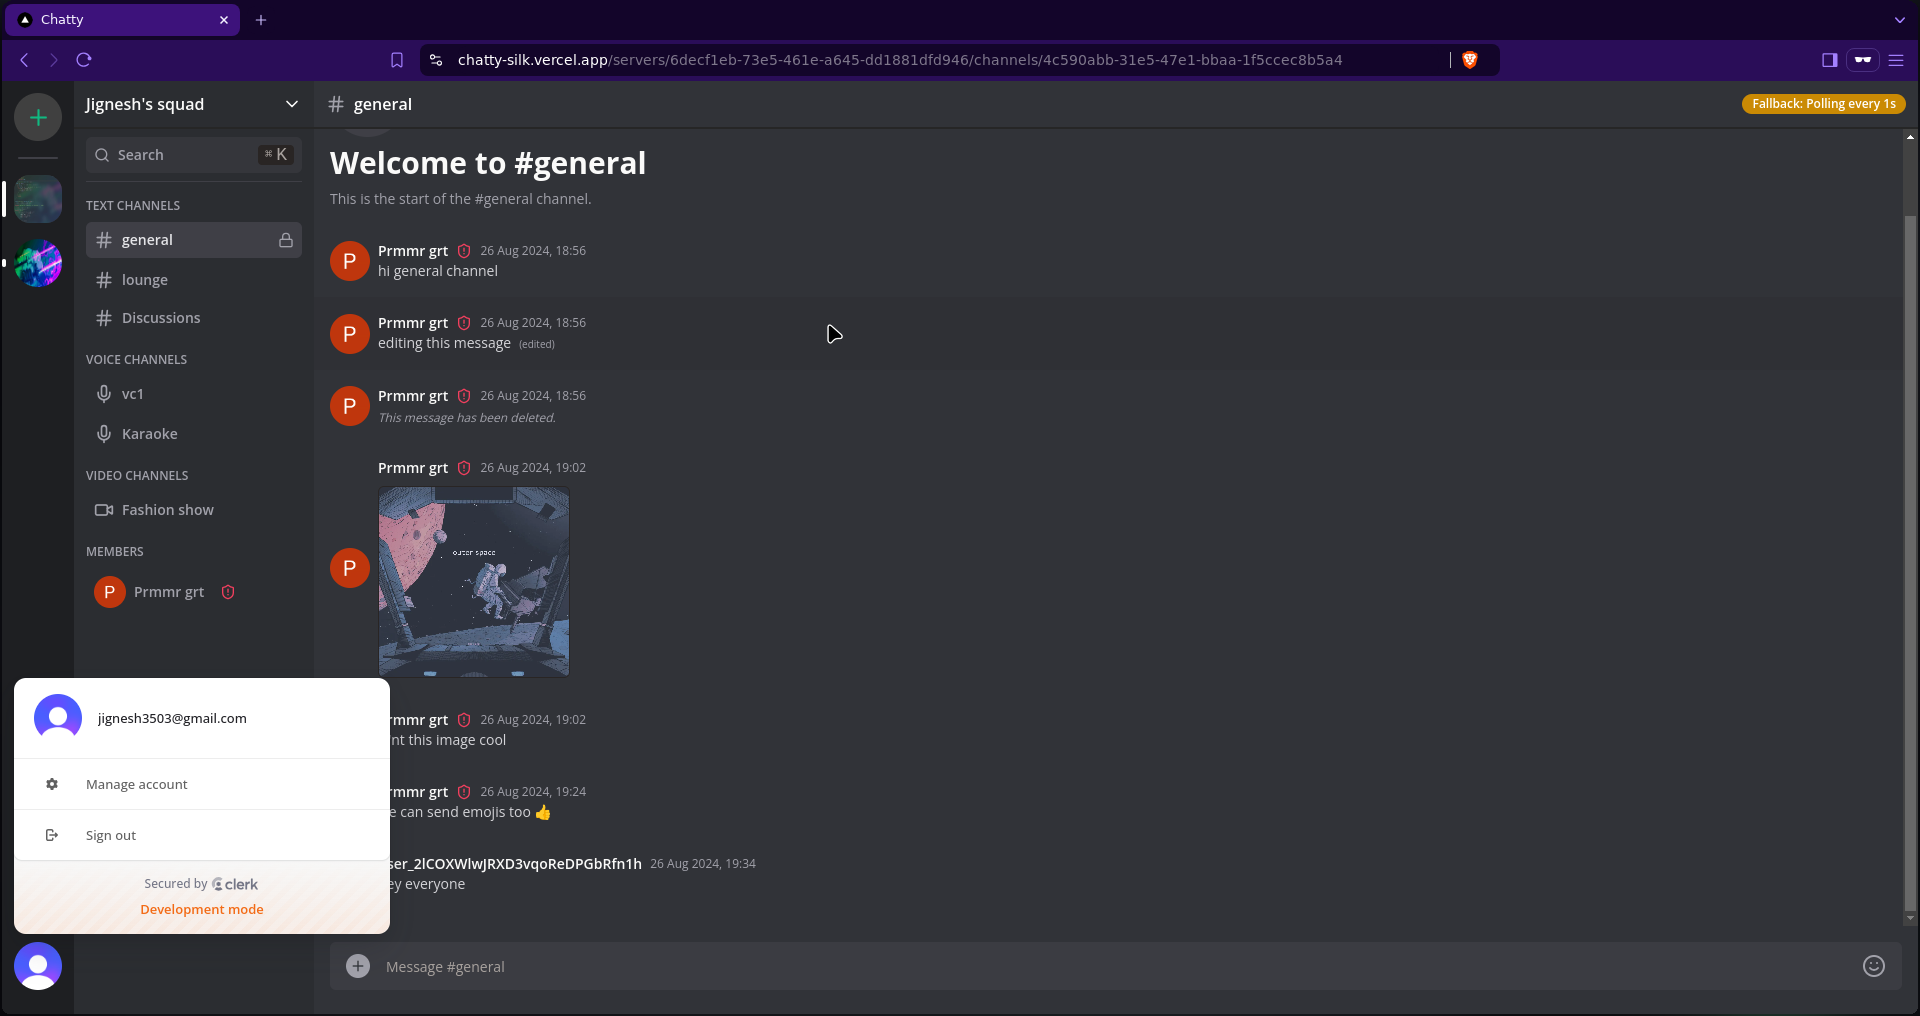 Chatty
chatty-silk.vercel.app/servers/6decf1eb-73e5-461e-a645-dd1881dfd946/channels/4c590abb-31e5-47e1-bbaa-1f5ccec8b5a4
Jignesh's squad
# general
Fallback: Polling every 1s
Search
⌘ K
TEXT CHANNELS
# general
# lounge
# Discussions
VOICE CHANNELS
vc1
Karaoke
VIDEO CHANNELS
Fashion show
MEMBERS
P Prmmr grt
jignesh3503@gmail.com
Manage account
Sign out
Secured by clerk
Development mode
Welcome to #general
This is the start of the #general channel.
P
Prmmr grt 26 Aug 2024, 18:56
hi general channel
P
Prmmr grt 26 Aug 2024, 18:56
editing this message (edited)
P
Prmmr grt 26 Aug 2024, 18:56
This message has been deleted.
Prmmr grt 26 Aug 2024, 19:02
outer space
P
rmmr grt 26 Aug 2024, 19:02
nt this image cool
rmmr grt 26 Aug 2024, 19:24
e can send emojis too 👍
ser_2lCOXWlwJRXD3vqoReDPGbRfn1h 26 Aug 2024, 19:34
ey everyone
Message #general